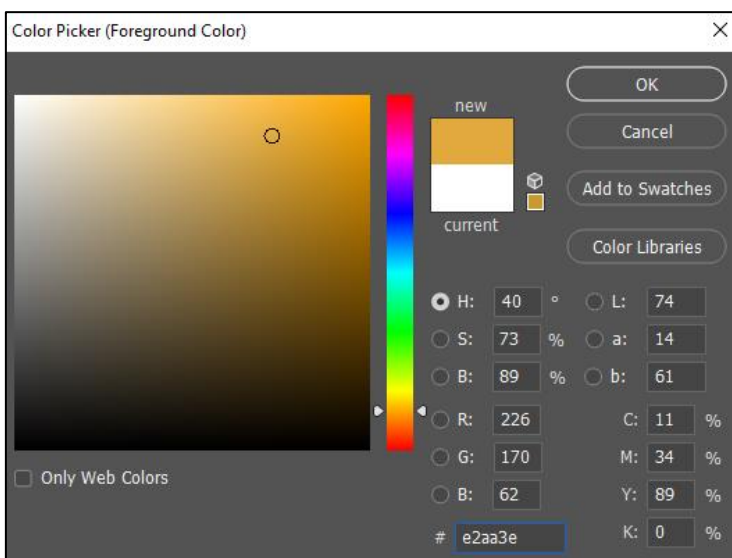 Color Picker (Foreground Color)
new
current
OK
Cancel
Add to Swatches
Color Libraries
H: 40 °
S: 73 %
B: 89 %
R: 226
G: 170
B: 62
# e2aa3e
L: 74
a: 14
b: 61
C: 11 %
M: 34 %
Y: 89 %
K: 0 %
Only Web Colors